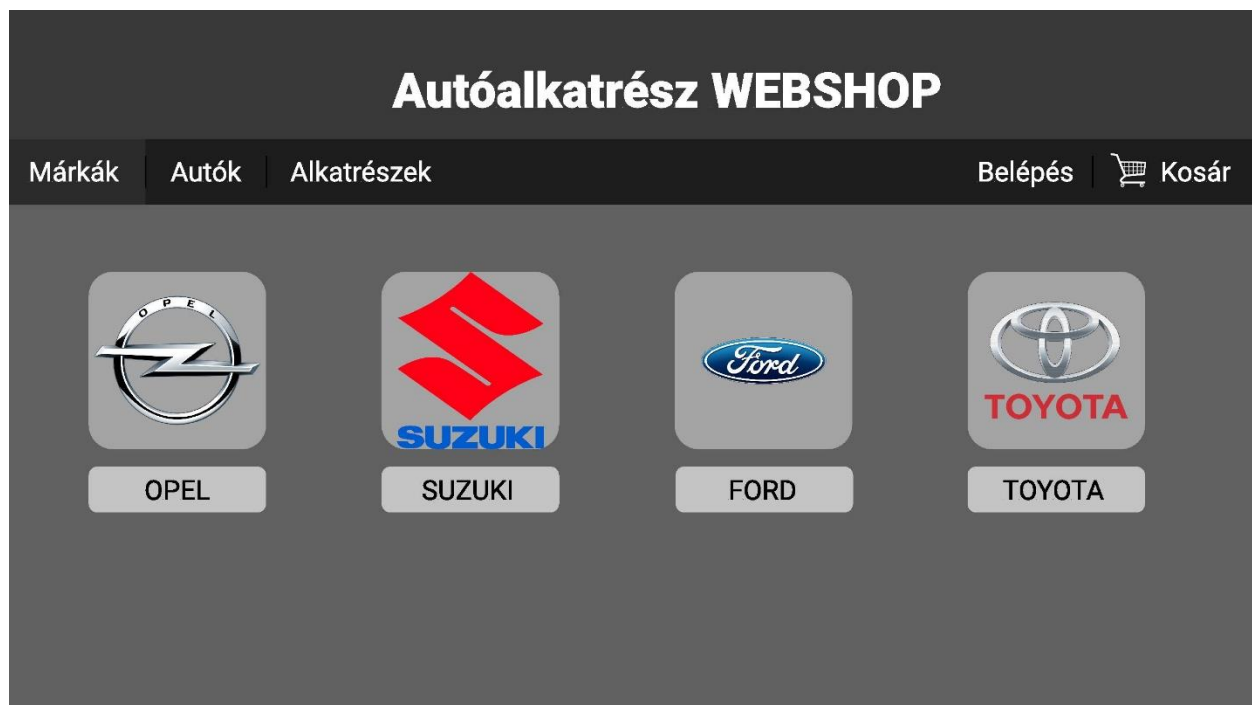 Autóalkatrész WEBSHOP
Márkák Autók Alkatrészek Belépés Kosár
OPEL SUZUKI Ford TOYOTA
OPEL SUZUKI FORD TOYOTA